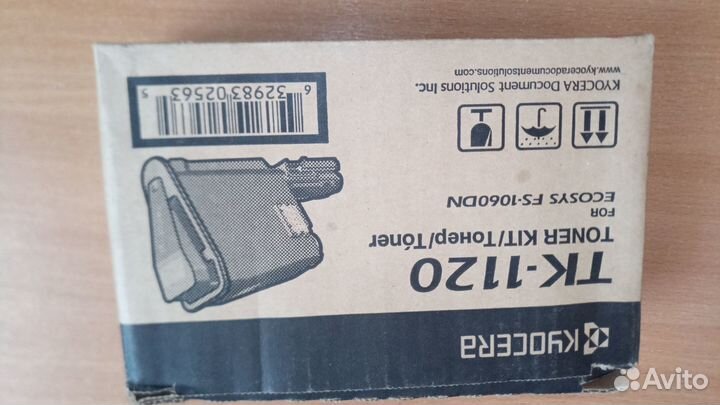 KYOCERA
TK-1120
TONER KIT/Тонер/Tóner
FOR
ECOSYS FS-1060DN
KYOCERA Document Solutions Inc.
www.kyoceradocumentsolutions.com
6 32983 02563 5
Avito